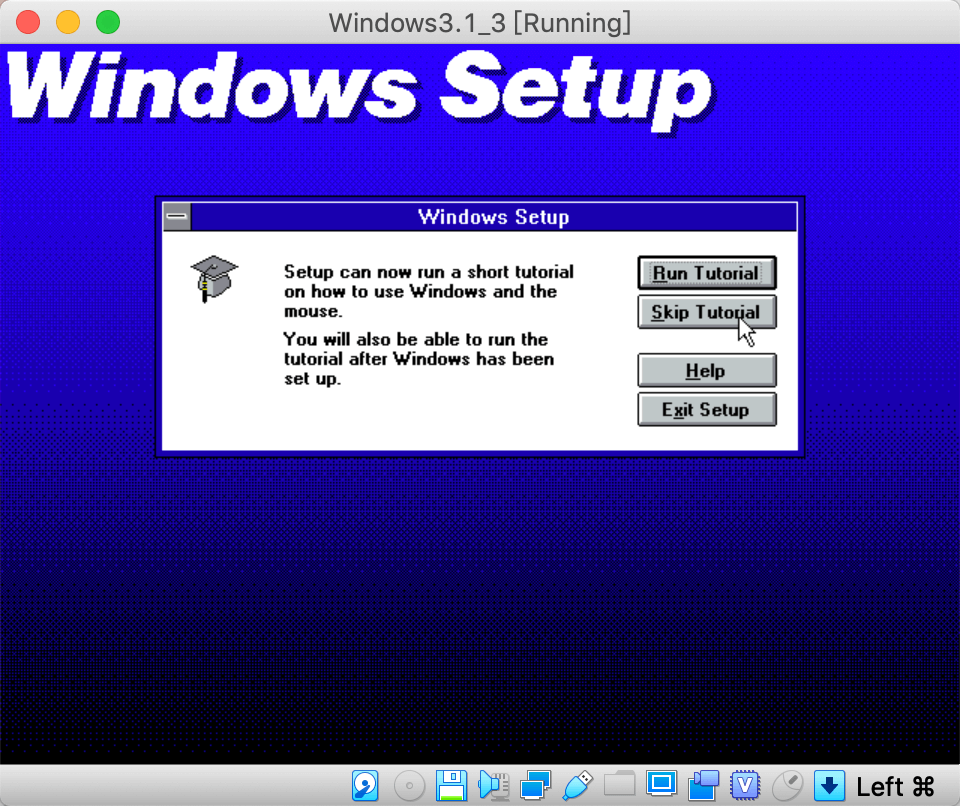 Windows3.1_3 [Running]
Windows Setup
Windows Setup
Setup can now run a short tutorial
on how to use Windows and the
mouse.
You will also be able to run the
tutorial after Windows has been
set up.
Run Tutorial
Skip Tutorial
Help
Exit Setup
V
Left ⌘